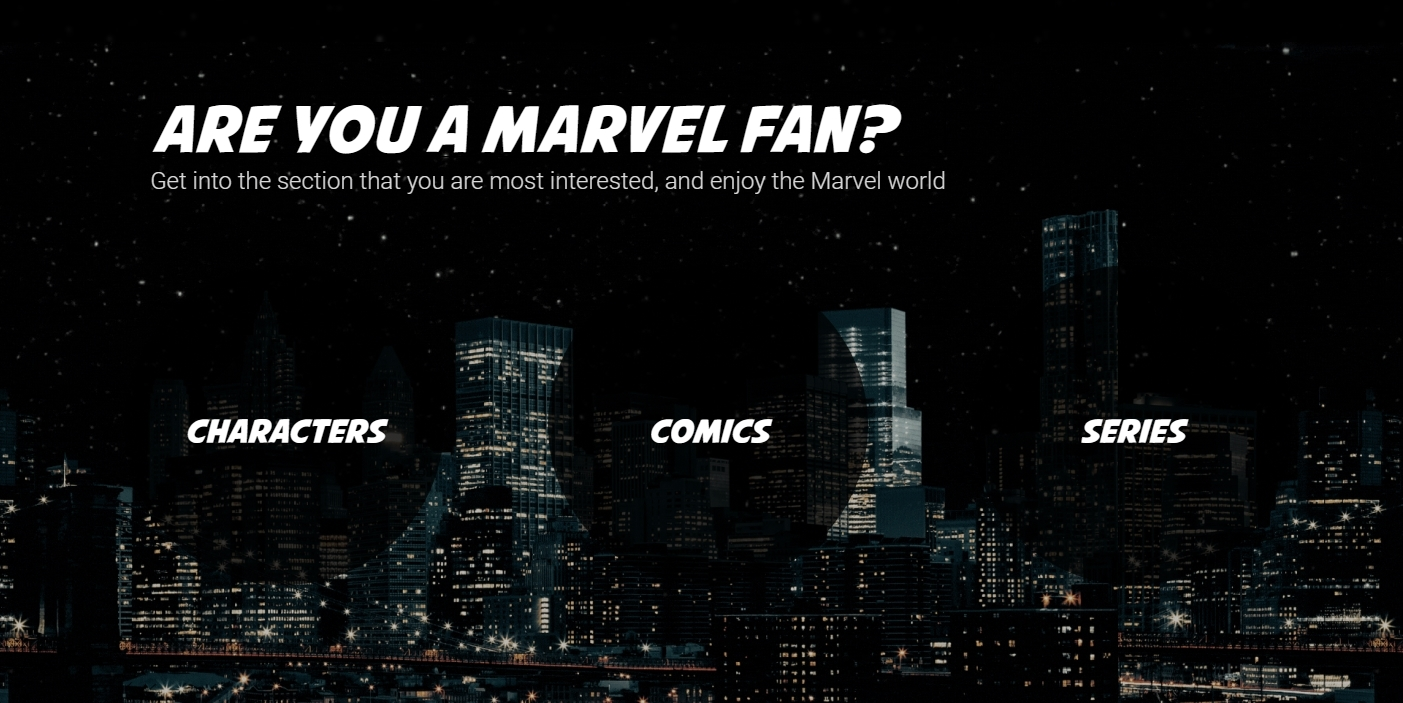 ARE YOU A MARVEL FAN?
Get into the section that you are most interested, and enjoy the Marvel world
CHARACTERS
COMICS
SERIES